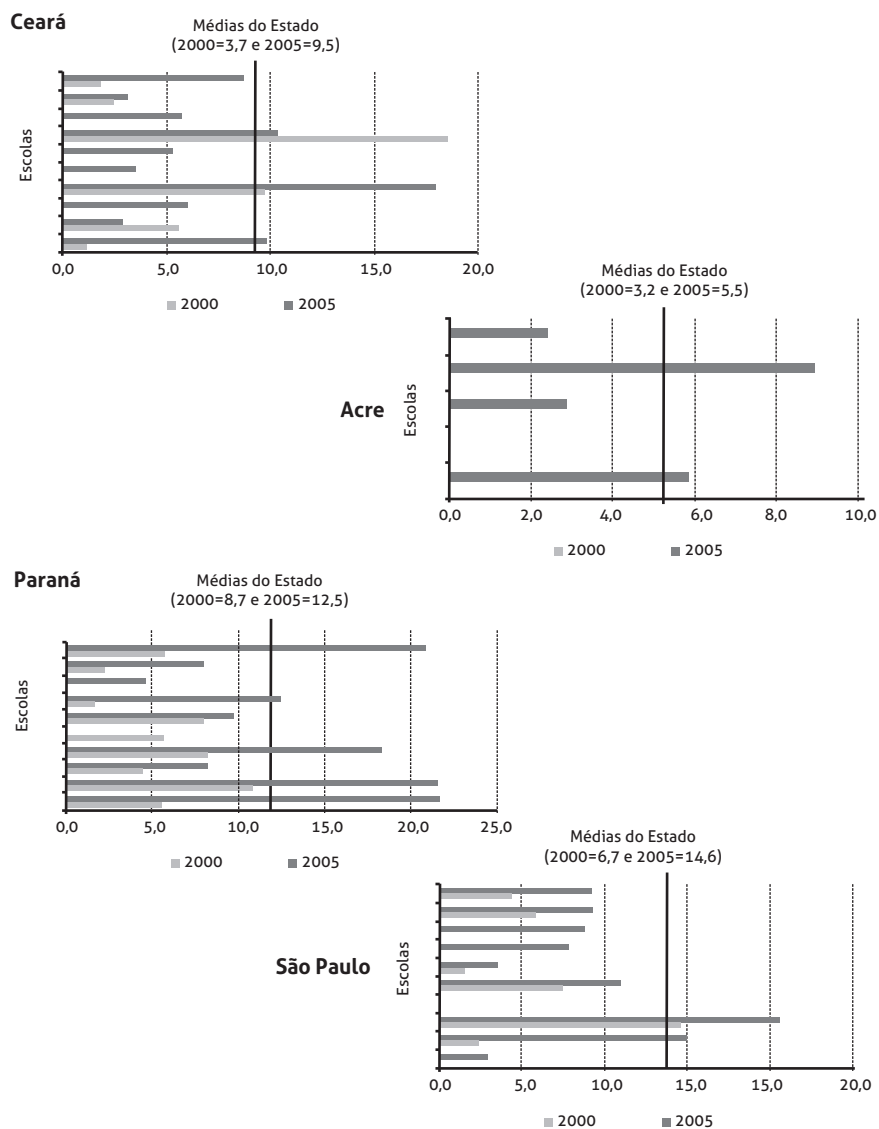 Ceará
Médias do Estado
(2000=3,7 e 2005=9,5)
Escolas
0,0 5,0 10,0 15,0 20,0
2000 2005
Médias do Estado
(2000=3,2 e 2005=5,5)
Acre
Escolas
0,0 2,0 4,0 6,0 8,0 10,0
2000 2005
Paraná
Médias do Estado
(2000=8,7 e 2005=12,5)
Escolas
0,0 5,0 10,0 15,0 20,0 25,0
2000 2005
Médias do Estado
(2000=6,7 e 2005=14,6)
São Paulo
Escolas
0,0 5,0 10,0 15,0 15,0 20,0
2000 2005